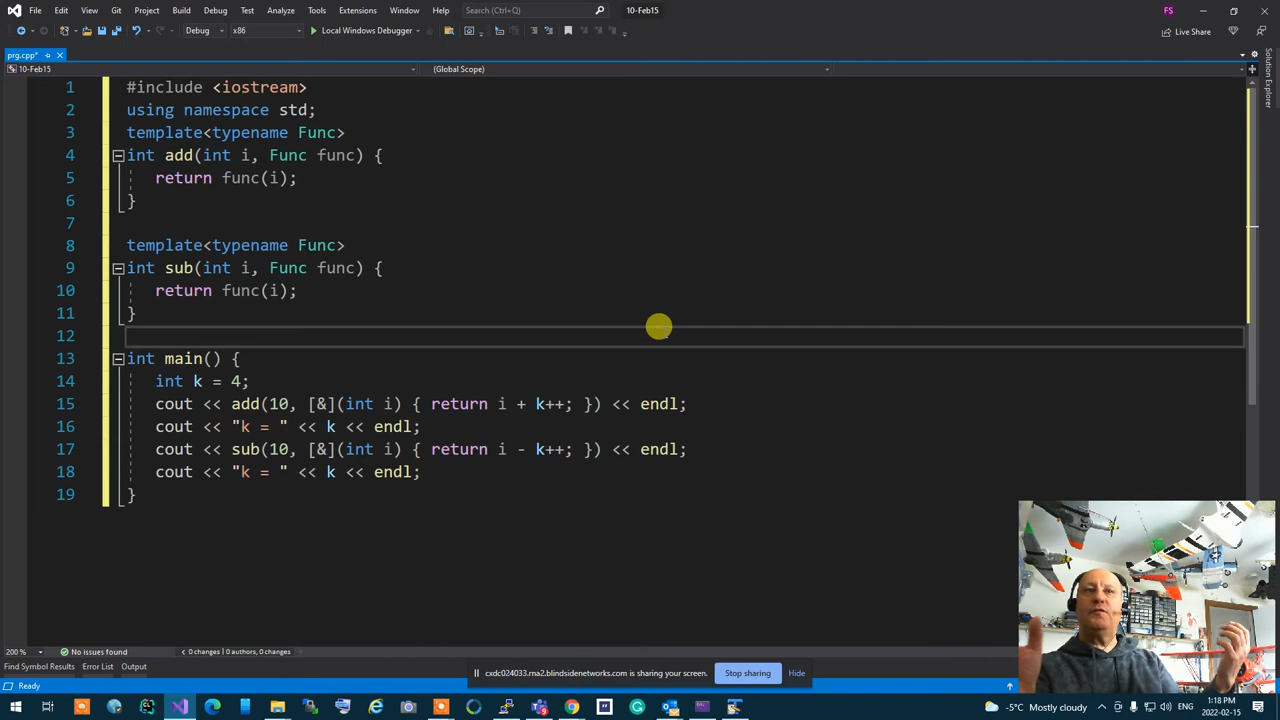 File Edit View Git Project Build Debug Test Analyze Tools Extensions Window Help Search (Ctrl+Q) 10-Feb15 FS
Debug x86 Local Windows Debugger Live Share
prg.cpp*
10-Feb15 (Global Scope)
Solution Explorer
1 #include <iostream>
2 using namespace std;
3 template<typename Func>
4 int add(int i, Func func) {
5 return func(i);
6 }
7
8 template<typename Func>
9 int sub(int i, Func func) {
10 return func(i);
11 }
12
13 int main() {
14 int k = 4;
15 cout << add(10, [&](int i) { return i + k++; }) << endl;
16 cout << "k = " << k << endl;
17 cout << sub(10, [&](int i) { return i - k++; }) << endl;
18 cout << "k = " << k << endl;
19 }
200 % No issues found 0 changes | 0 authors, 0 changes
Find Symbol Results Error List Output
cxdc024033.rna2.blindsidenetworks.com is sharing your screen. Stop sharing Hide
Ready
-5°C Mostly cloudy
1:18 PM
2022-02-15